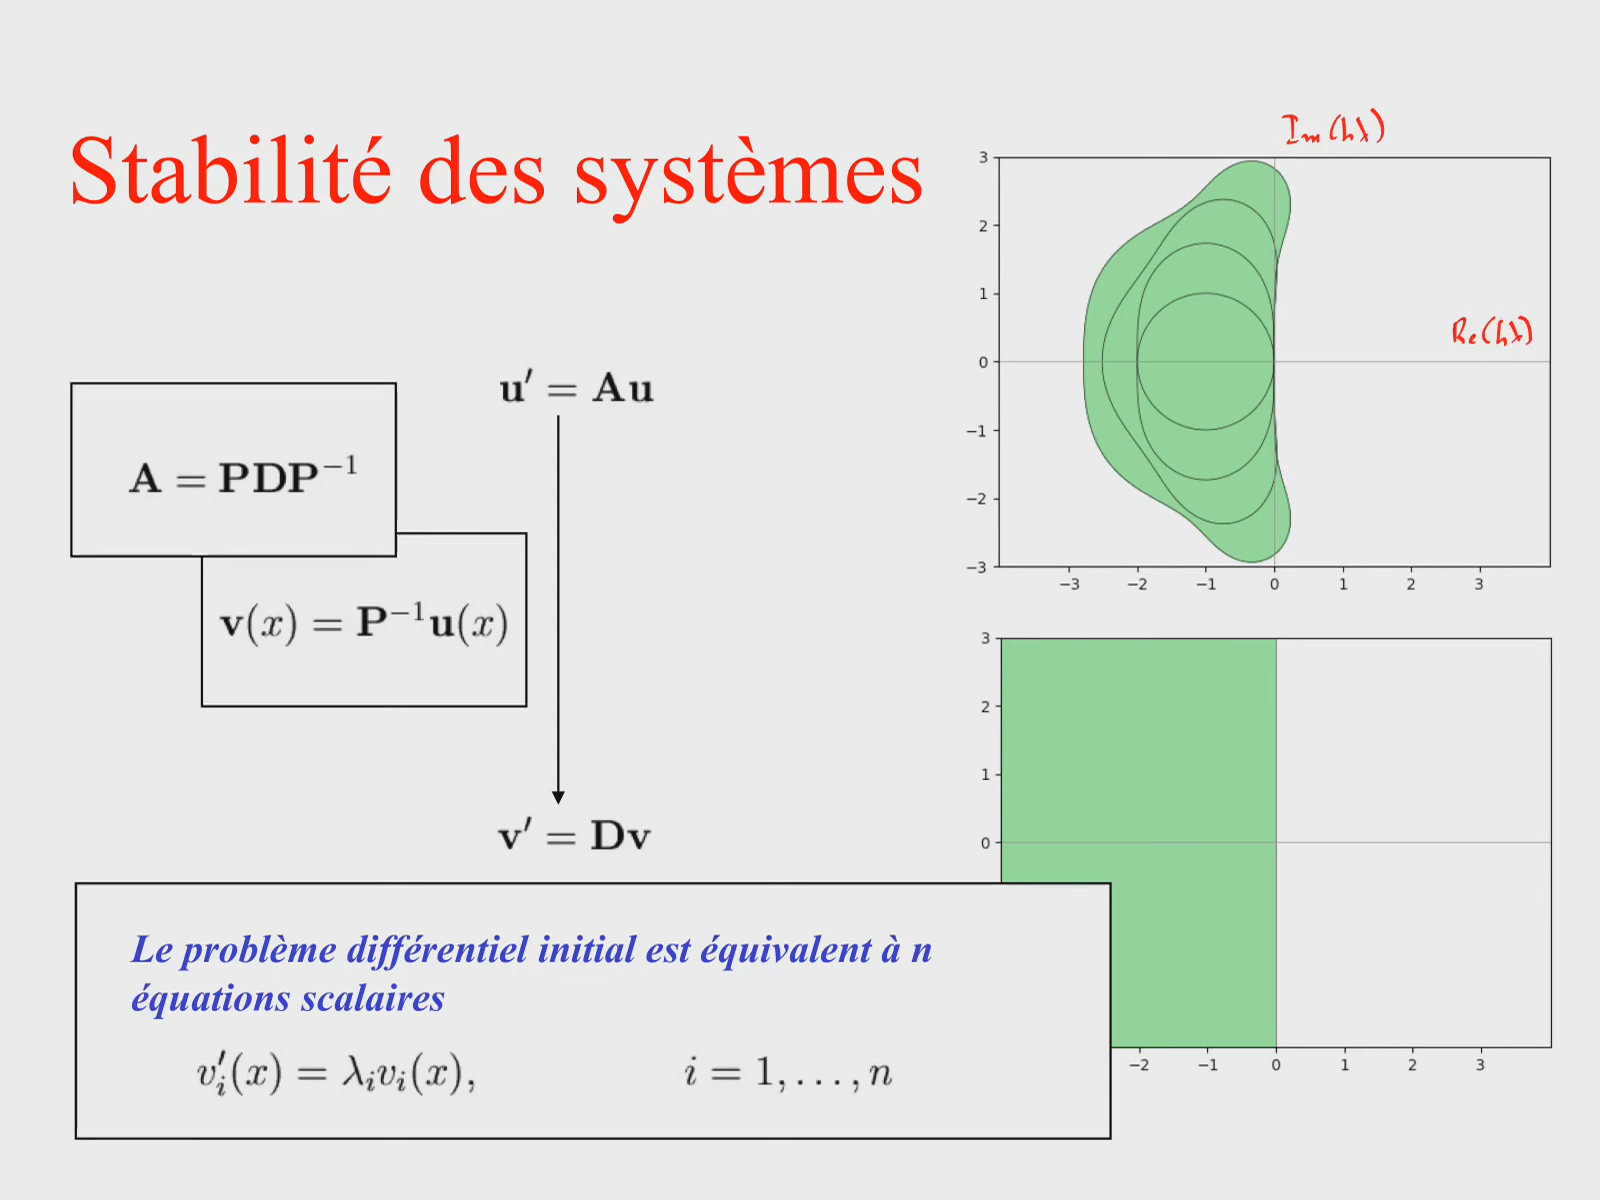 Stabilité des systèmes
u′ = Au
A = PDP⁻¹
v(x) = P⁻¹u(x)
v′ = Dv
Le problème différentiel initial est équivalent à n
équations scalaires
v′ᵢ(x) = λᵢvᵢ(x), i = 1, . . . , n
Im(hλ)
Re(hλ)
3
2
1
0
−1
−2
−3
−3 −2 −1 0 1 2 3
3
2
1
0
−2 −1 0 1 2 3